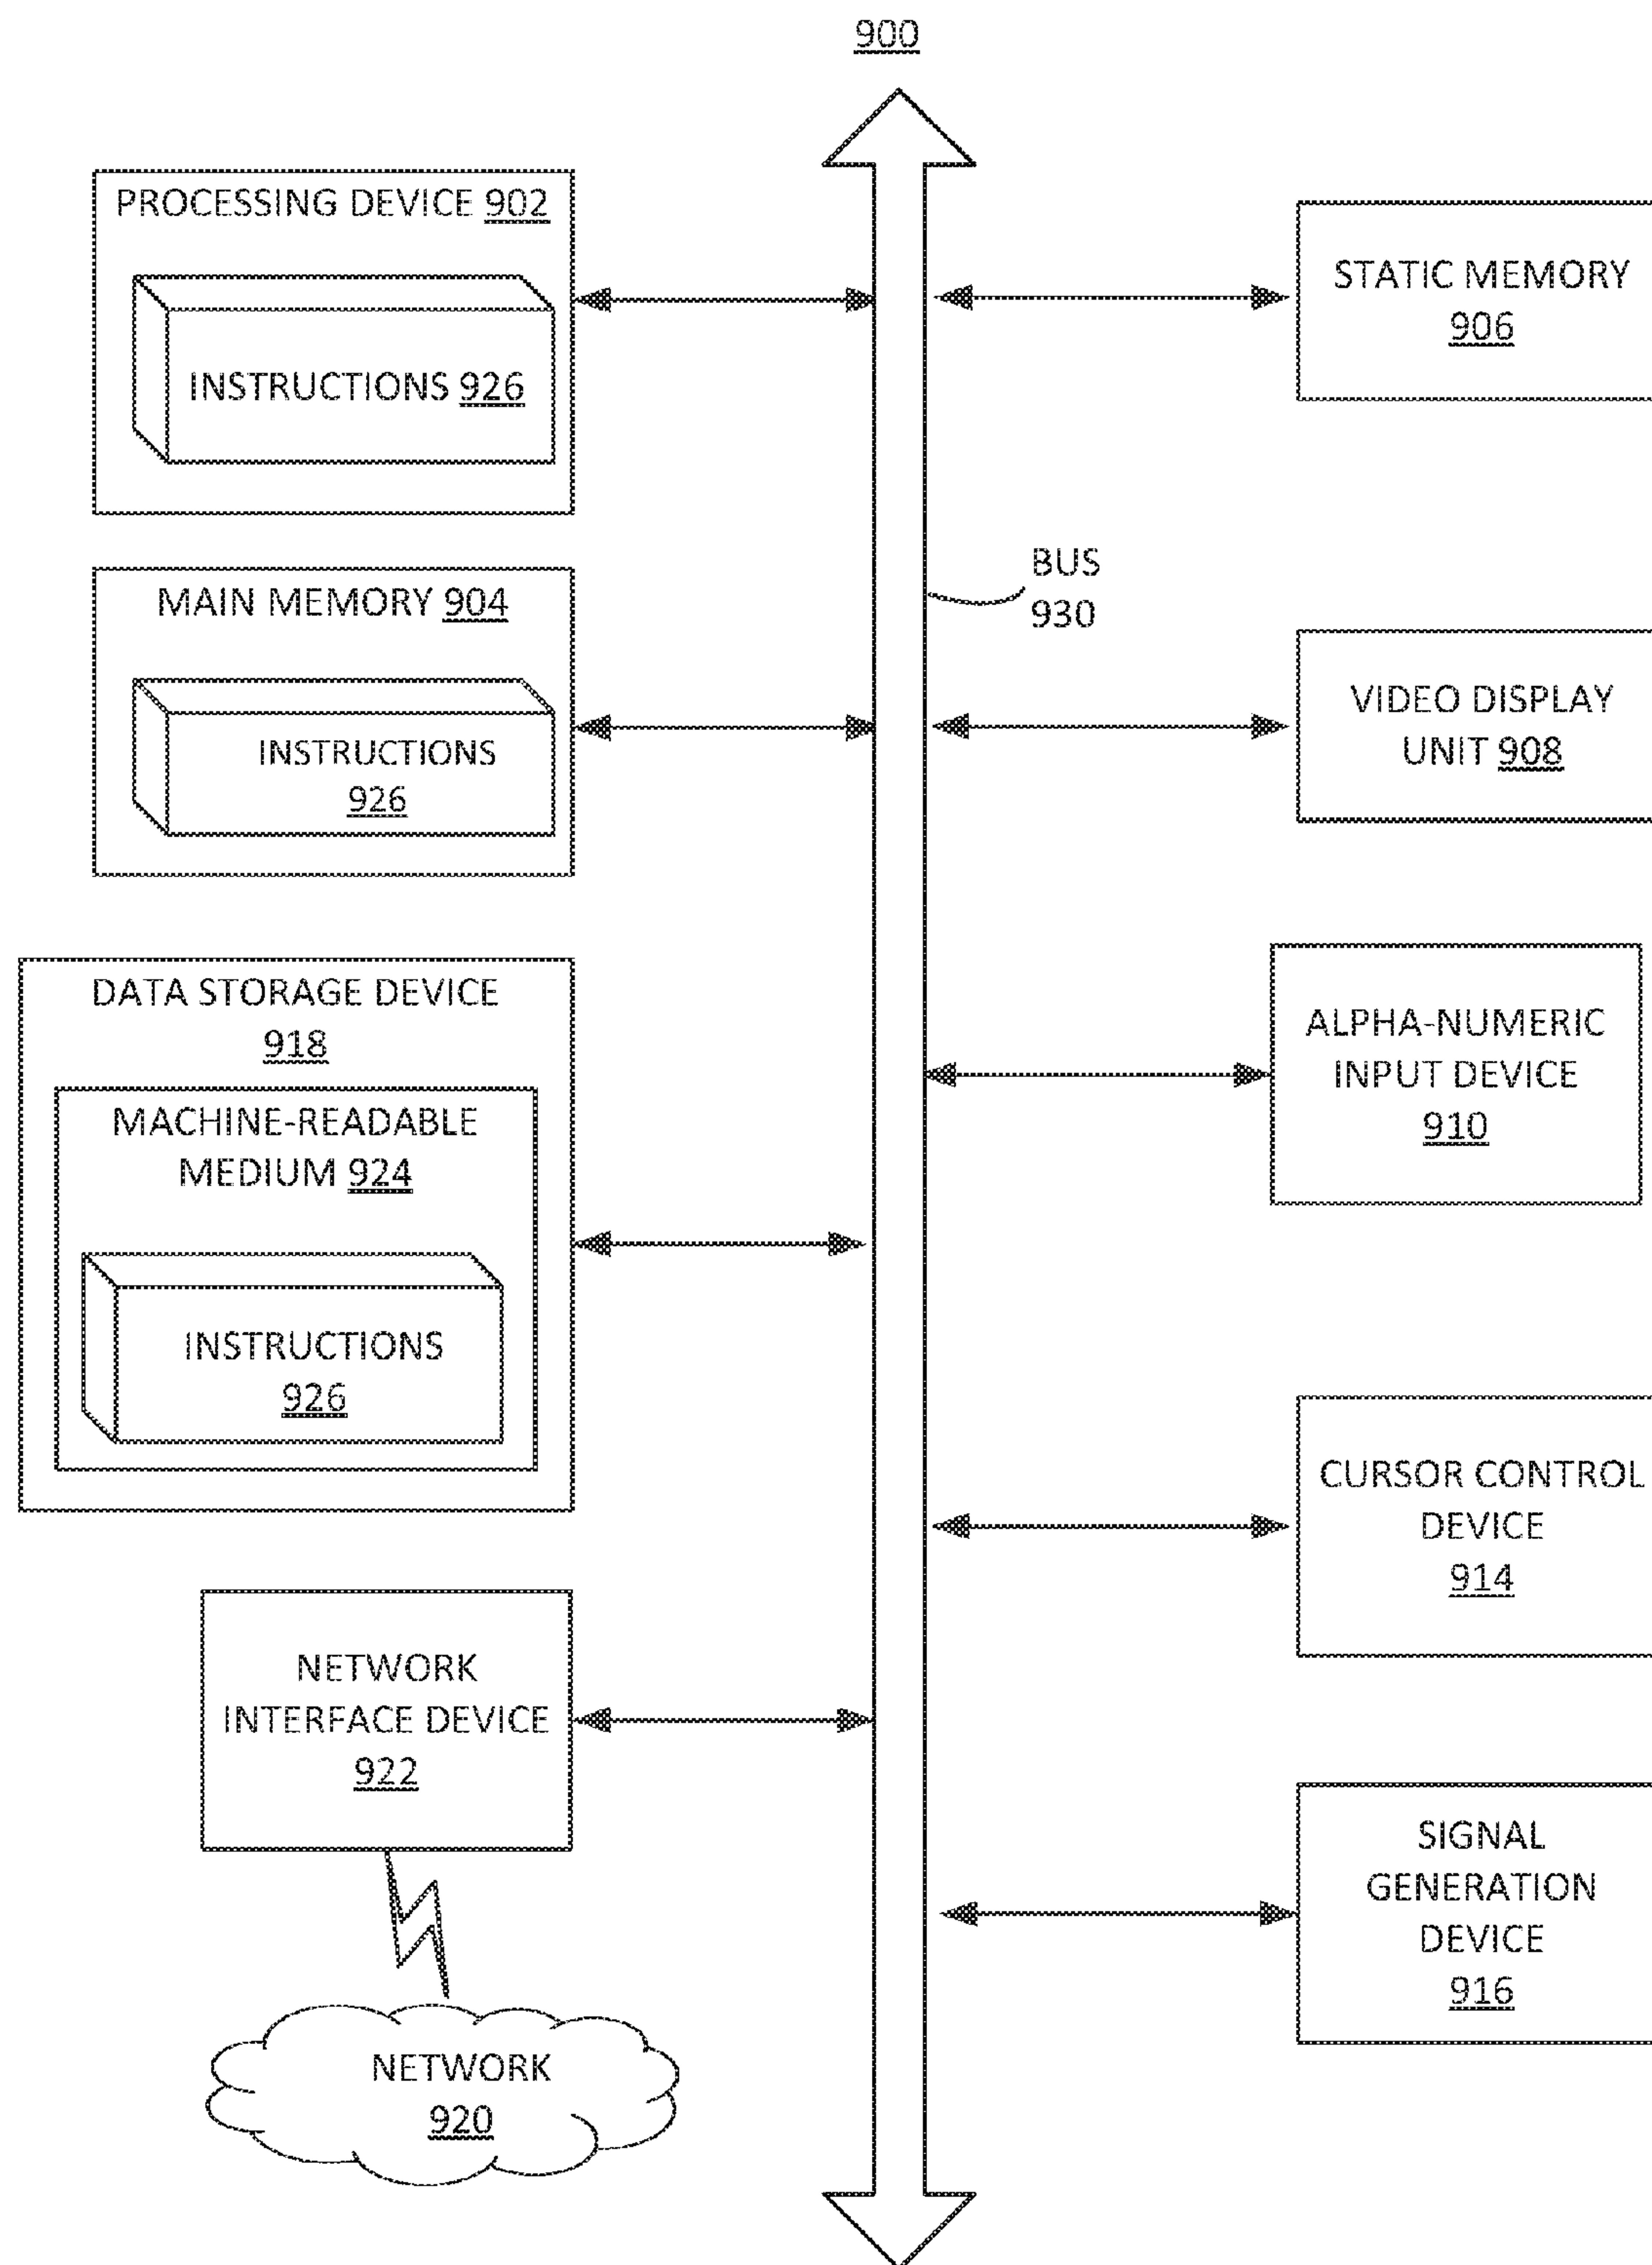 900
PROCESSING DEVICE 902
INSTRUCTIONS 926
MAIN MEMORY 904
INSTRUCTIONS
926
DATA STORAGE DEVICE
918
MACHINE-READABLE
MEDIUM 924
INSTRUCTIONS
926
NETWORK
INTERFACE DEVICE
922
NETWORK
920
BUS
930
STATIC MEMORY
906
VIDEO DISPLAY
UNIT 908
ALPHA-NUMERIC
INPUT DEVICE
910
CURSOR CONTROL
DEVICE
914
SIGNAL
GENERATION
DEVICE
916